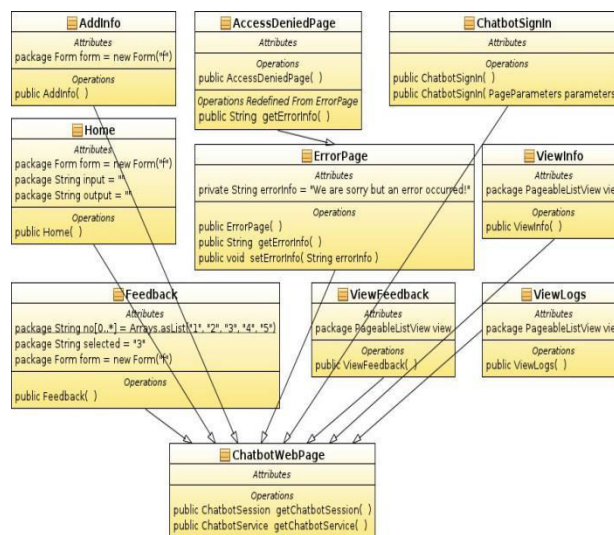 AddInfo
Attributes
package Form form = new Form("f")
Operations
public AddInfo( )
AccessDeniedPage
Attributes
Operations
public AccessDeniedPage( )
Operations Redefined From ErrorPage
public String getErrorInfo( )
ChatbotSignIn
Attributes
Operations
public ChatbotSignIn( )
public ChatbotSignIn( PageParameters parameters
Home
Attributes
package Form form = new Form("f")
package String input = ""
package String output = ""
Operations
public Home( )
ErrorPage
Attributes
private String errorInfo = "We are sorry but an error occurred!"
Operations
public ErrorPage( )
public String getErrorInfo( )
public void setErrorInfo( String errorInfo )
ViewInfo
Attributes
package PageableListView view
Operations
public ViewInfo( )
Feedback
Attributes
package String no[0..*] = Arrays.asList("1", "2", "3", "4", "5")
package String selected = "3"
package Form form = new Form("f")
Operations
public Feedback( )
ViewFeedback
Attributes
package PageableListView view
Operations
public ViewFeedback( )
ViewLogs
Attributes
package PageableListView view
Operations
public ViewLogs( )
ChatbotWebPage
Attributes
Operations
public ChatbotSession getChatbotSession( )
public ChatbotService getChatbotService( )